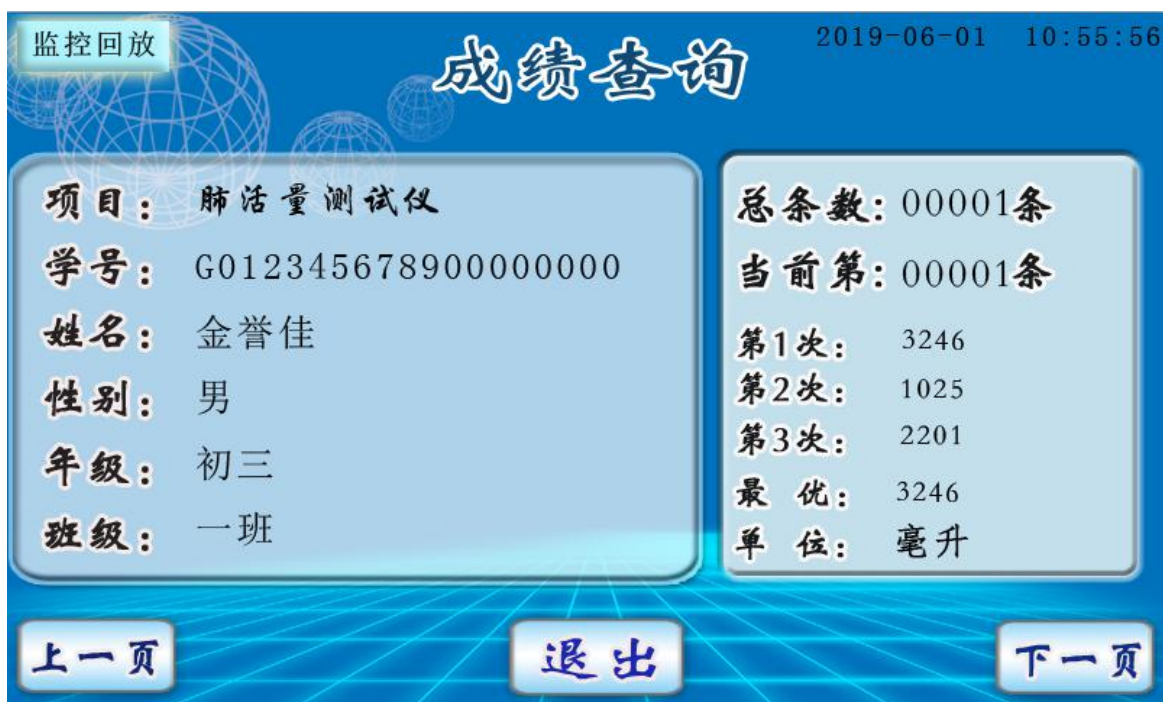 监控回放
2019-06-01 10:55:56
成绩查询
项目： 肺活量测试仪
学号： G012345678900000000
姓名： 金誉佳
性别： 男
年级： 初三
班级： 一班
总条数：00001条
当前第：00001条
第1次： 3246
第2次： 1025
第3次： 2201
最 优： 3246
单 位： 毫升
上一页
退出
下一页